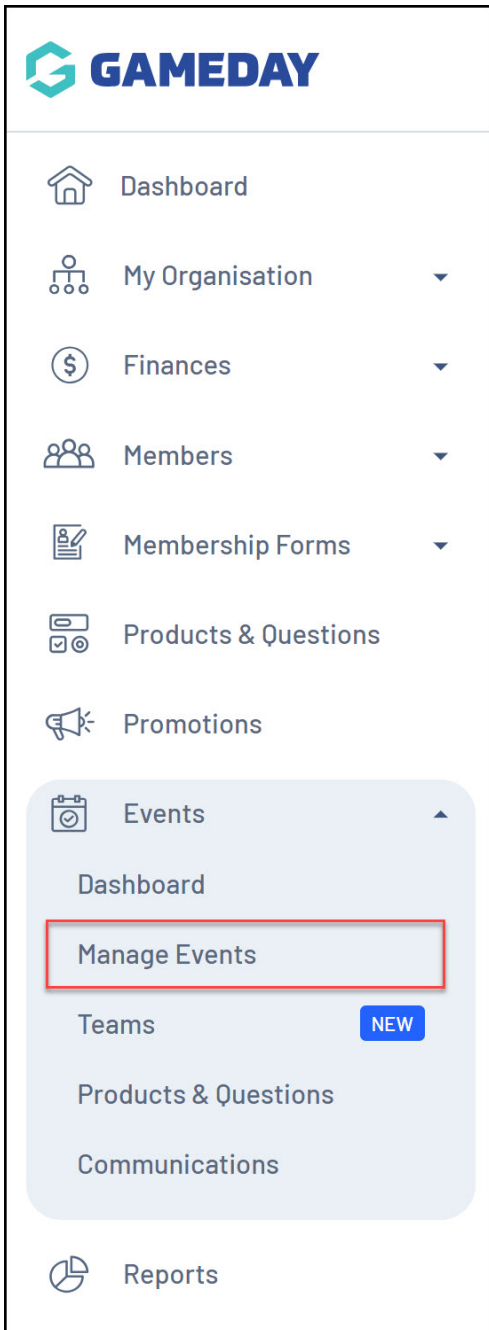 GAMEDAY
Dashboard
My Organisation
Finances
Members
Membership Forms
Products & Questions
Promotions
Events
Dashboard
Manage Events
Teams NEW
Products & Questions
Communications
Reports